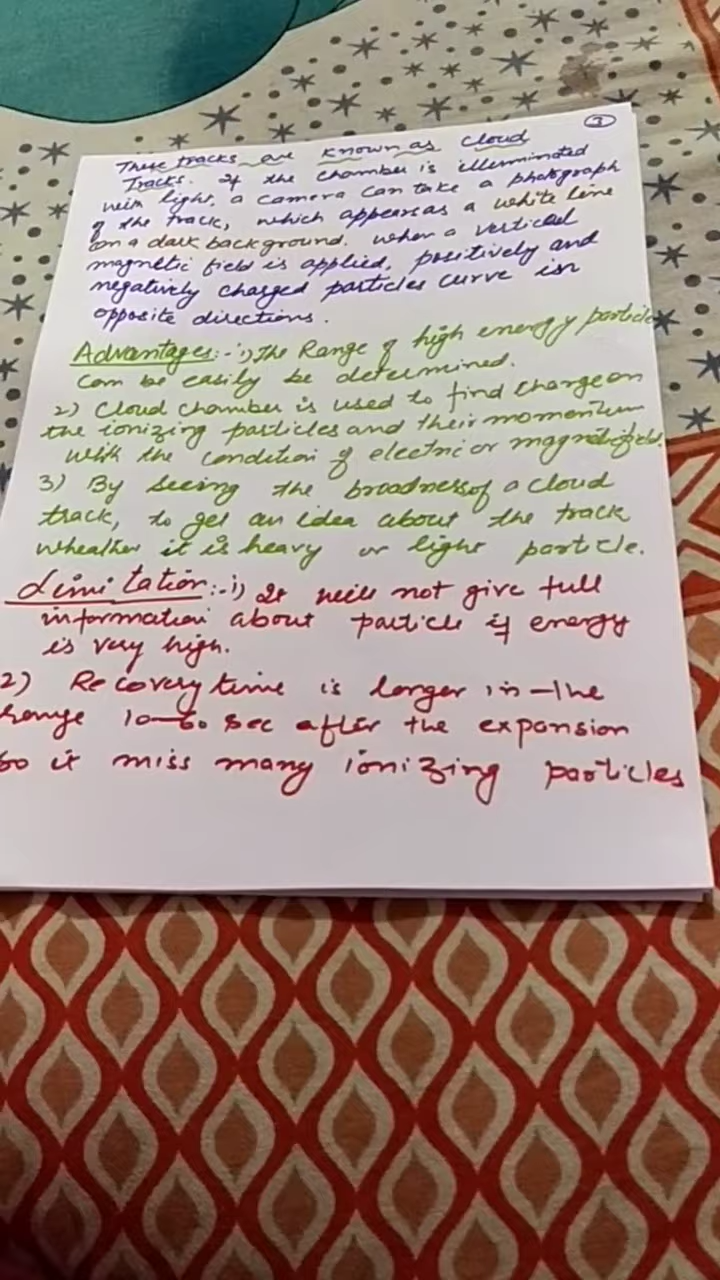 3
These tracks are known as cloud
Tracks. If the chamber is illuminated
with light, a camera can take a photograph
of the track, which appears as a white line
on a dark background. when a vertical
magnetic field is applied, positively and
negatively charged particles curve in
opposite directions.
Advantages:- 1) The Range of high energy particle
can be easily be determined.
2) Cloud chamber is used to find charge on
the ionizing particles and their momentum
with the condition of electric or magnetic field.
3) By seeing the broadness of a cloud
track, to get an idea about the track
wheather it is heavy or light particle.
Limitation:- 1) It will not give full
information about particle if energy
is very high.
2) Recovery time is larger in the
range 10-60 sec after the expansion
so it miss many ionizing particles